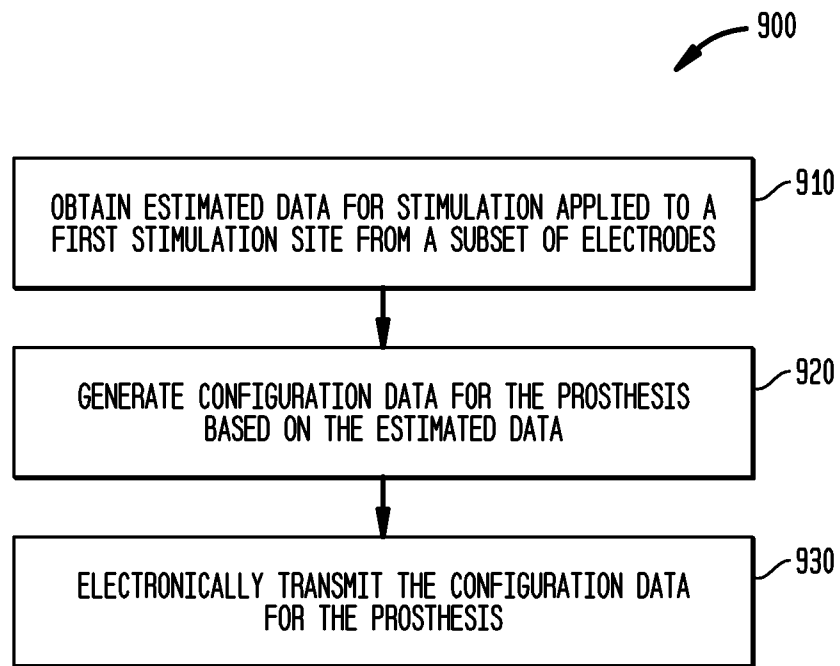 900
OBTAIN ESTIMATED DATA FOR STIMULATION APPLIED TO A
FIRST STIMULATION SITE FROM A SUBSET OF ELECTRODES
910
GENERATE CONFIGURATION DATA FOR THE PROSTHESIS
BASED ON THE ESTIMATED DATA
920
ELECTRONICALLY TRANSMIT THE CONFIGURATION DATA
FOR THE PROSTHESIS
930